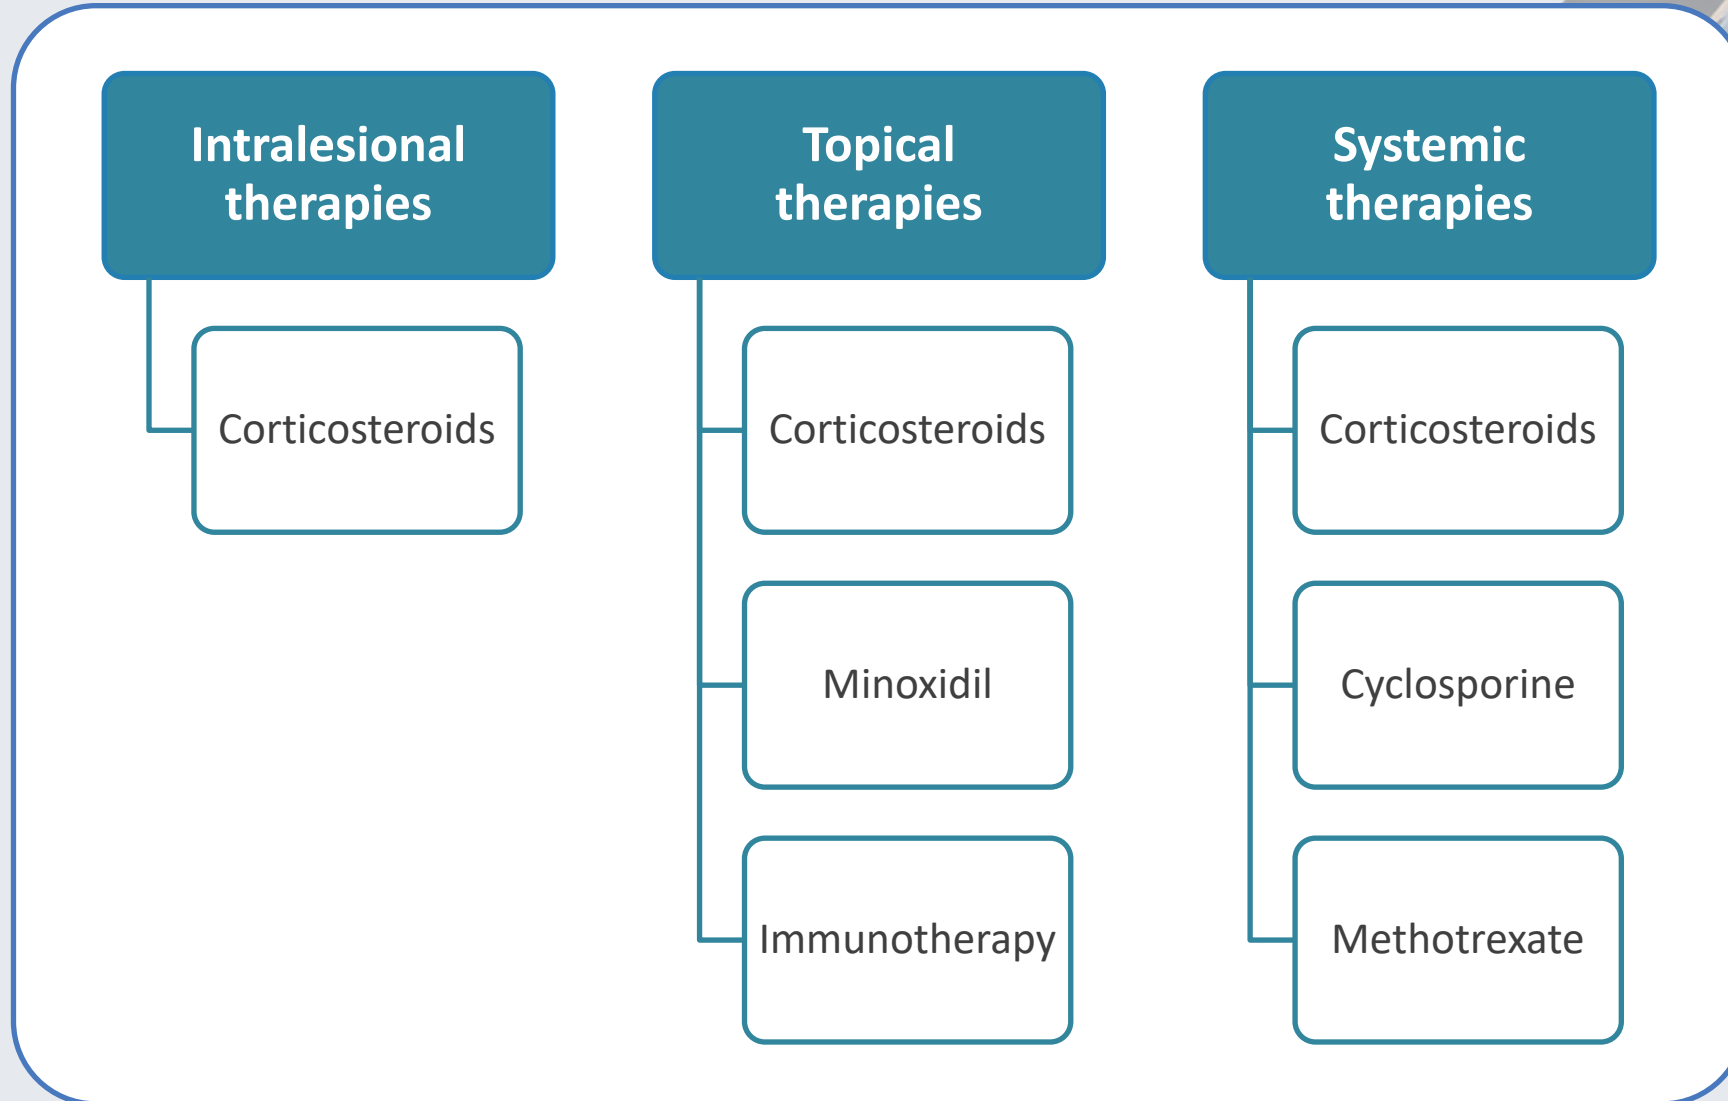 Intralesional
therapies
Corticosteroids
Topical
therapies
Corticosteroids
Minoxidil
Immunotherapy
Systemic
therapies
Corticosteroids
Cyclosporine
Methotrexate